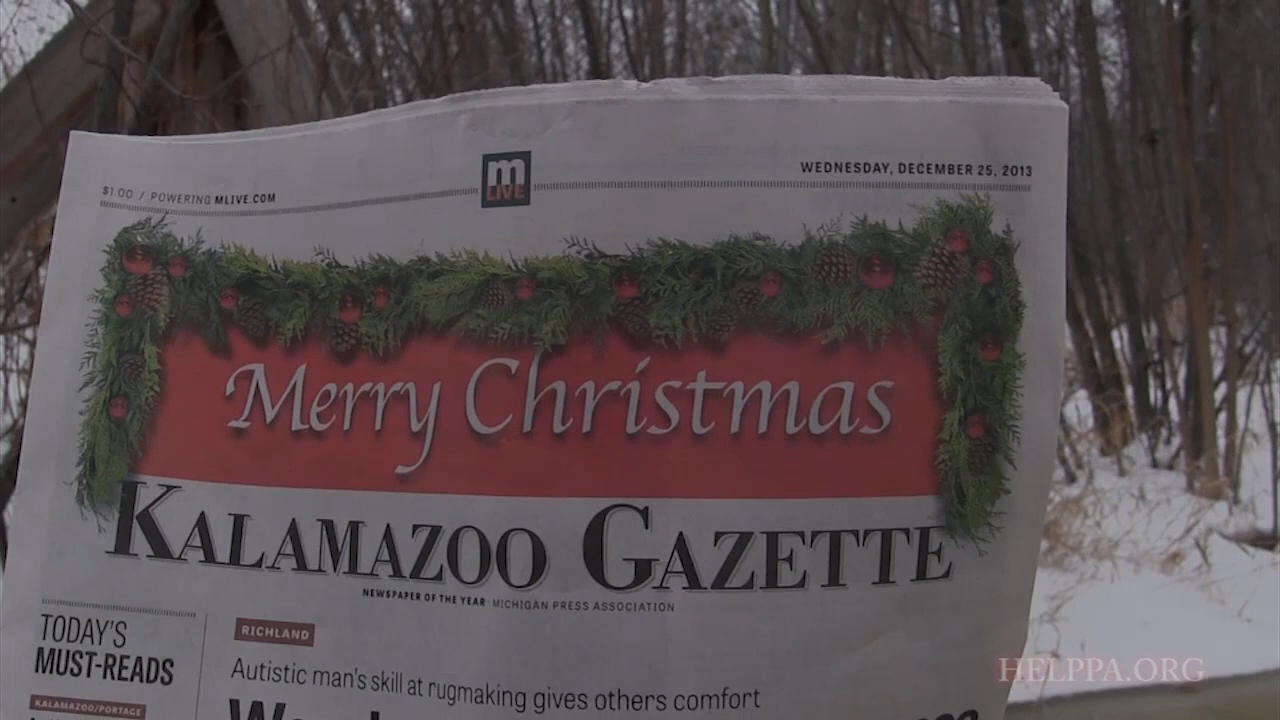 m
LIVE
$1.00 / POWERING MLIVE.COM
WEDNESDAY, DECEMBER 25, 2013
Merry Christmas
KALAMAZOO GAZETTE
NEWSPAPER OF THE YEAR | MICHIGAN PRESS ASSOCIATION
TODAY'S
MUST-READS
KALAMAZOO/PORTAGE
RICHLAND
Autistic man's skill at rugmaking gives others comfort
HELPPA.ORG